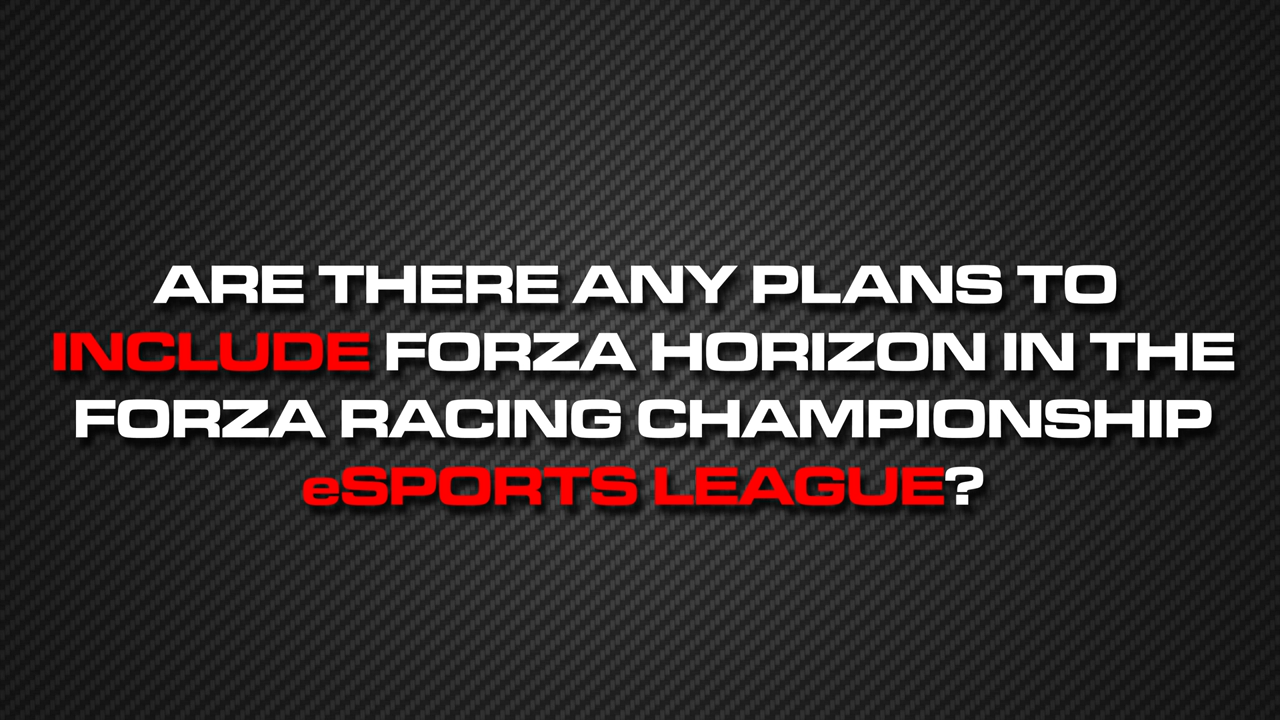 ARE THERE ANY PLANS TO
INCLUDE FORZA HORIZON IN THE
FORZA RACING CHAMPIONSHIP
eSPORTS LEAGUE?